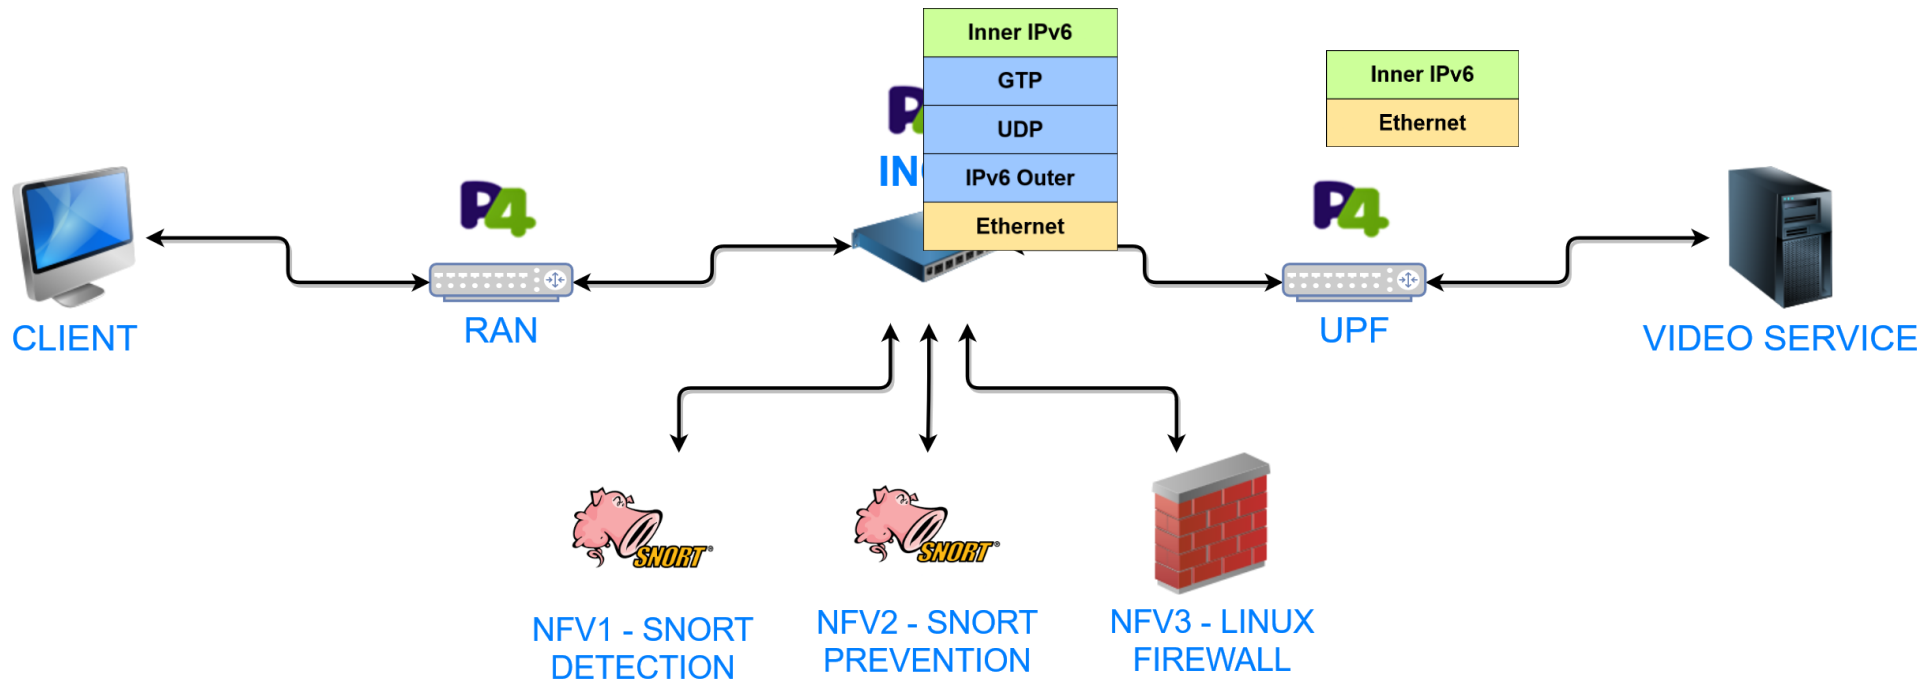 Inner IPv6
GTP
UDP
IPv6 Outer
Ethernet
Inner IPv6
Ethernet
P4
P4
P4
CLIENT
RAN
UPF
VIDEO SERVICE
SNORT
SNORT
NFV1 - SNORT
DETECTION
NFV2 - SNORT
PREVENTION
NFV3 - LINUX
FIREWALL